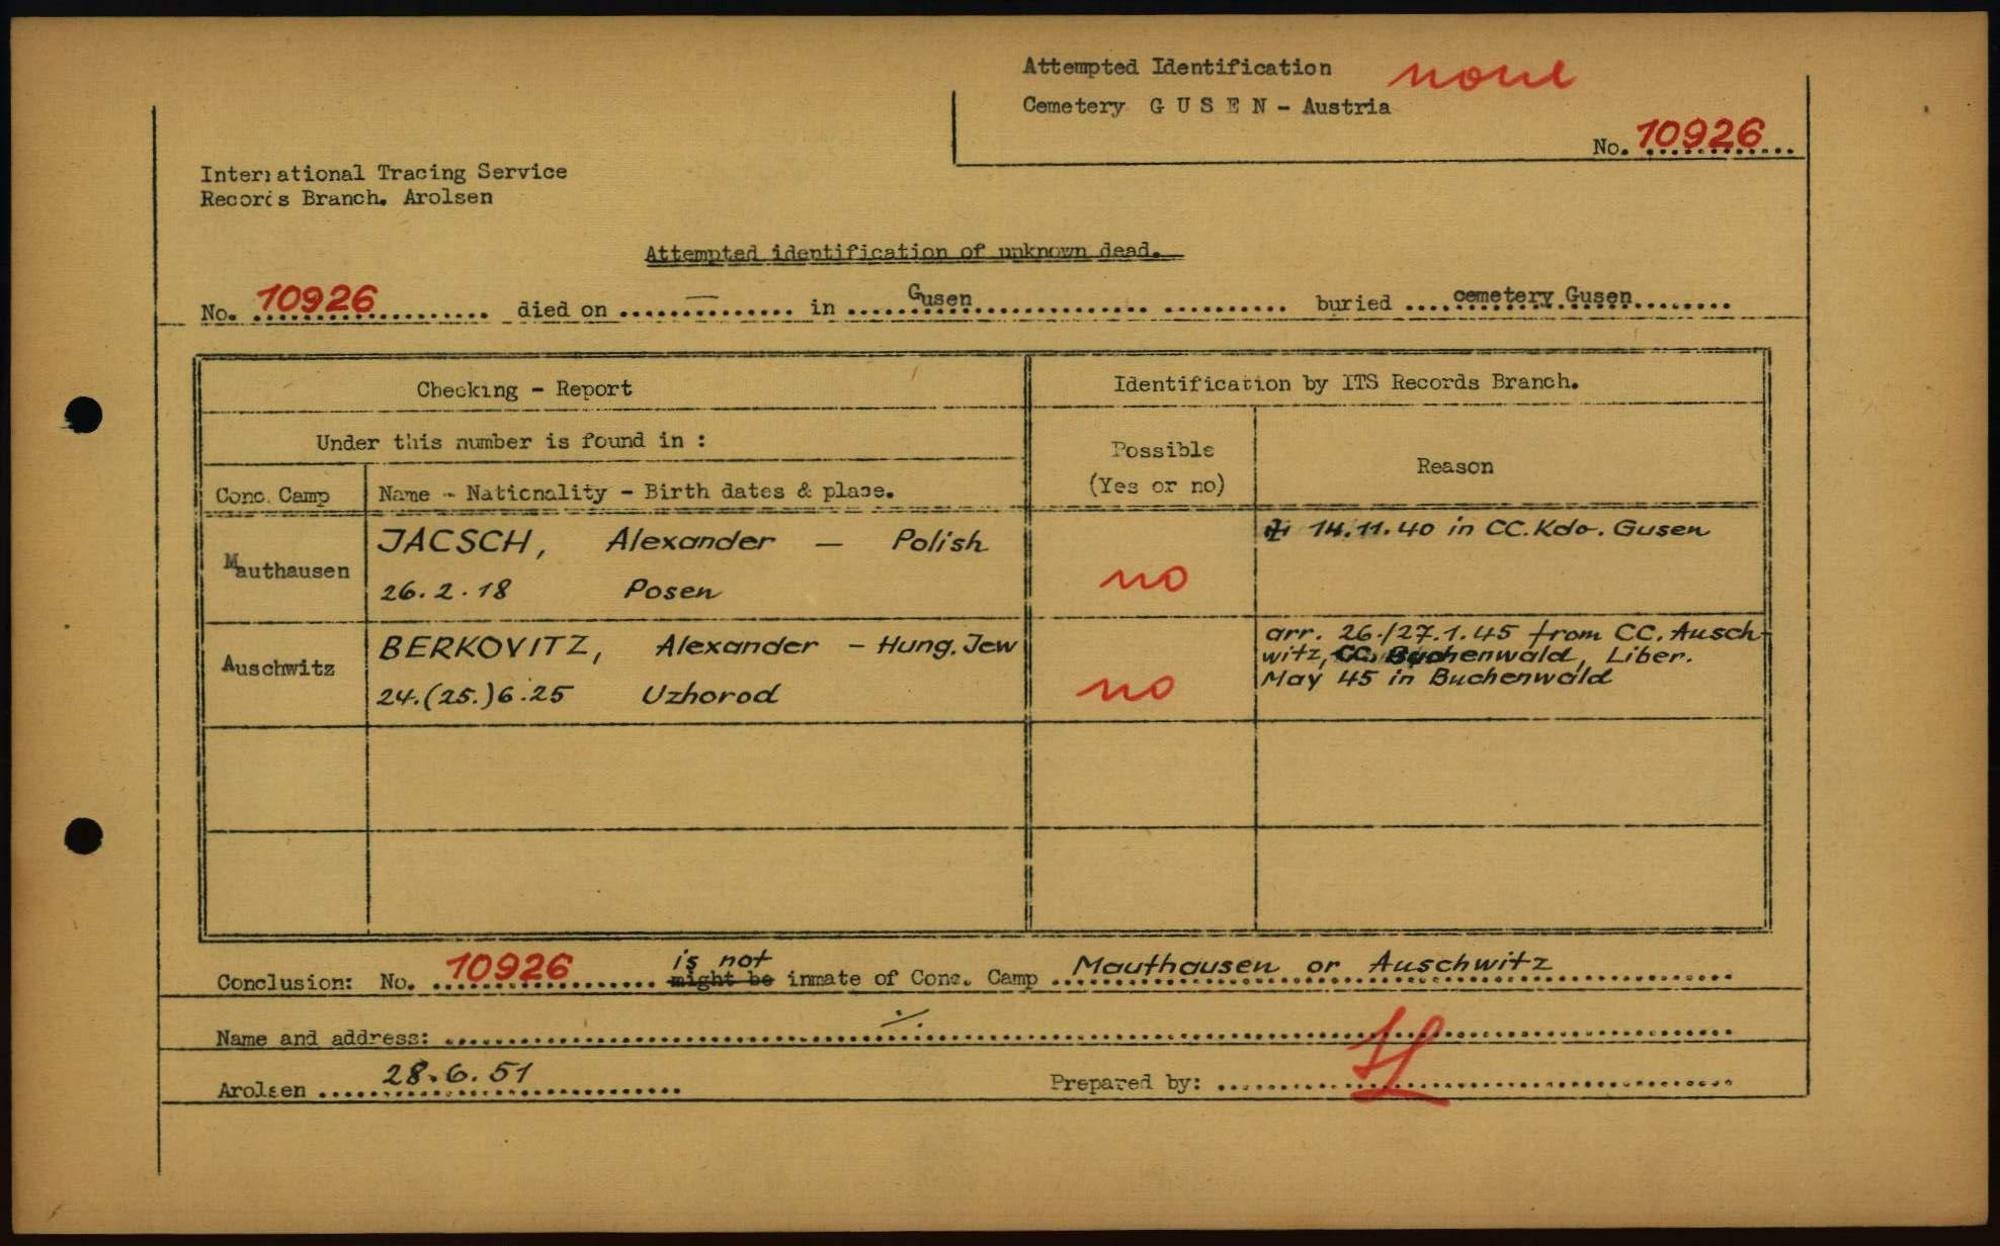 Attempted Identification none
Cemetery G U S E N - Austria
No. 10926
International Tracing Service
Records Branch. Arolsen
Attempted identification of unknown dead.
No. 10926 died on — in Gusen buried cemetery Gusen
Checking - Report
Identification by ITS Records Branch.
Under this number is found in :
Possible
(Yes or no)
Reason
Conc. Camp
Name - Nationality - Birth dates & place.
Mauthausen
JACSCH, Alexander — Polish
26.2.18 Posen
no
14.11.40 in CC.Kdo. Gusen
Auschwitz
BERKOVITZ, Alexander - Hung. Jew
24.(25.)6.25 Uzhorod
no
arr. 26./27.1.45 from CC. Ausch-
witz, CC. Buchenwald, Liber.
May 45 in Buchenwald
is not
Conclusion: No. 10926 might be inmate of Conc. Camp Mauthausen or Auschwitz
Name and address: ./.
Arolsen 28.6.51
Prepared by: